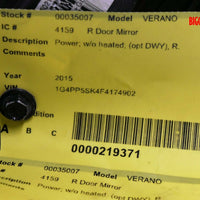 Stock # 00035007 Model VERANO
IC # 4159 R Door Mirror
Description Power; w/o heated, (opt DWY), R.
Comments
Year 2015
VIN 1G4PP5SK4F4174902
A B C
0000219371
Stock # 00035007 Model VERANO
4159 R Door Mirror
Power; w/o heated, (opt DWY), R.